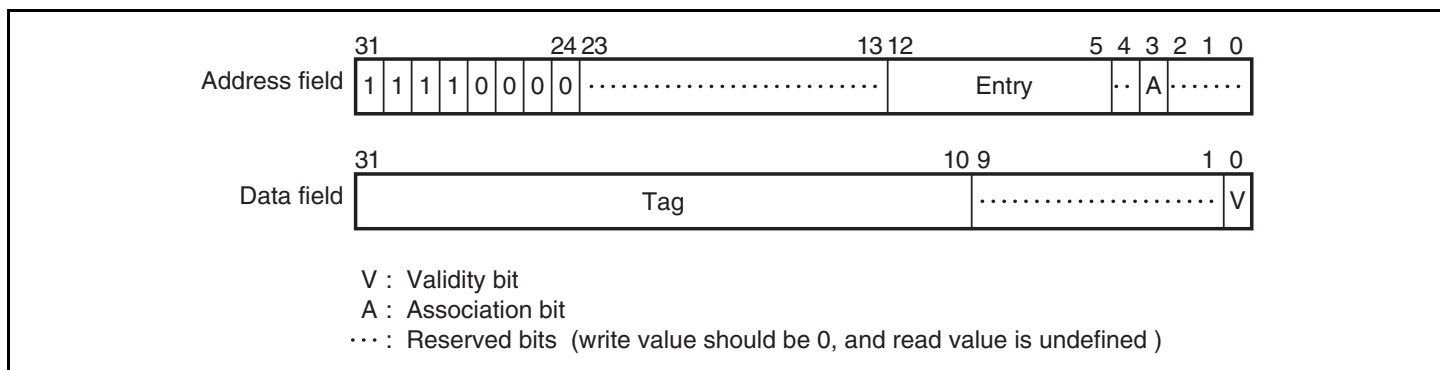 31 24 23 13 12 5 4 3 2 1 0
Address field 1 1 1 1 0 0 0 0 ............................ Entry .. A .......
31 10 9 1 0
Data field Tag ...................... V
V : Validity bit
A : Association bit
··· : Reserved bits (write value should be 0, and read value is undefined )